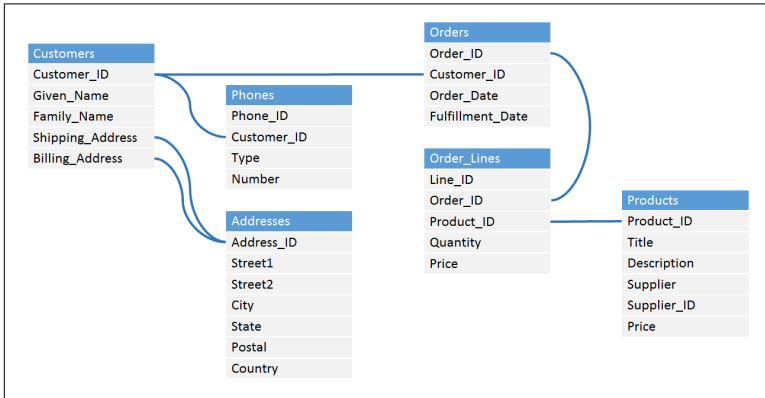 Customers
Customer_ID
Given_Name
Family_Name
Shipping_Address
Billing_Address
Phones
Phone_ID
Customer_ID
Type
Number
Addresses
Address_ID
Street1
Street2
City
State
Postal
Country
Orders
Order_ID
Customer_ID
Order_Date
Fulfillment_Date
Order_Lines
Line_ID
Order_ID
Product_ID
Quantity
Price
Products
Product_ID
Title
Description
Supplier
Supplier_ID
Price